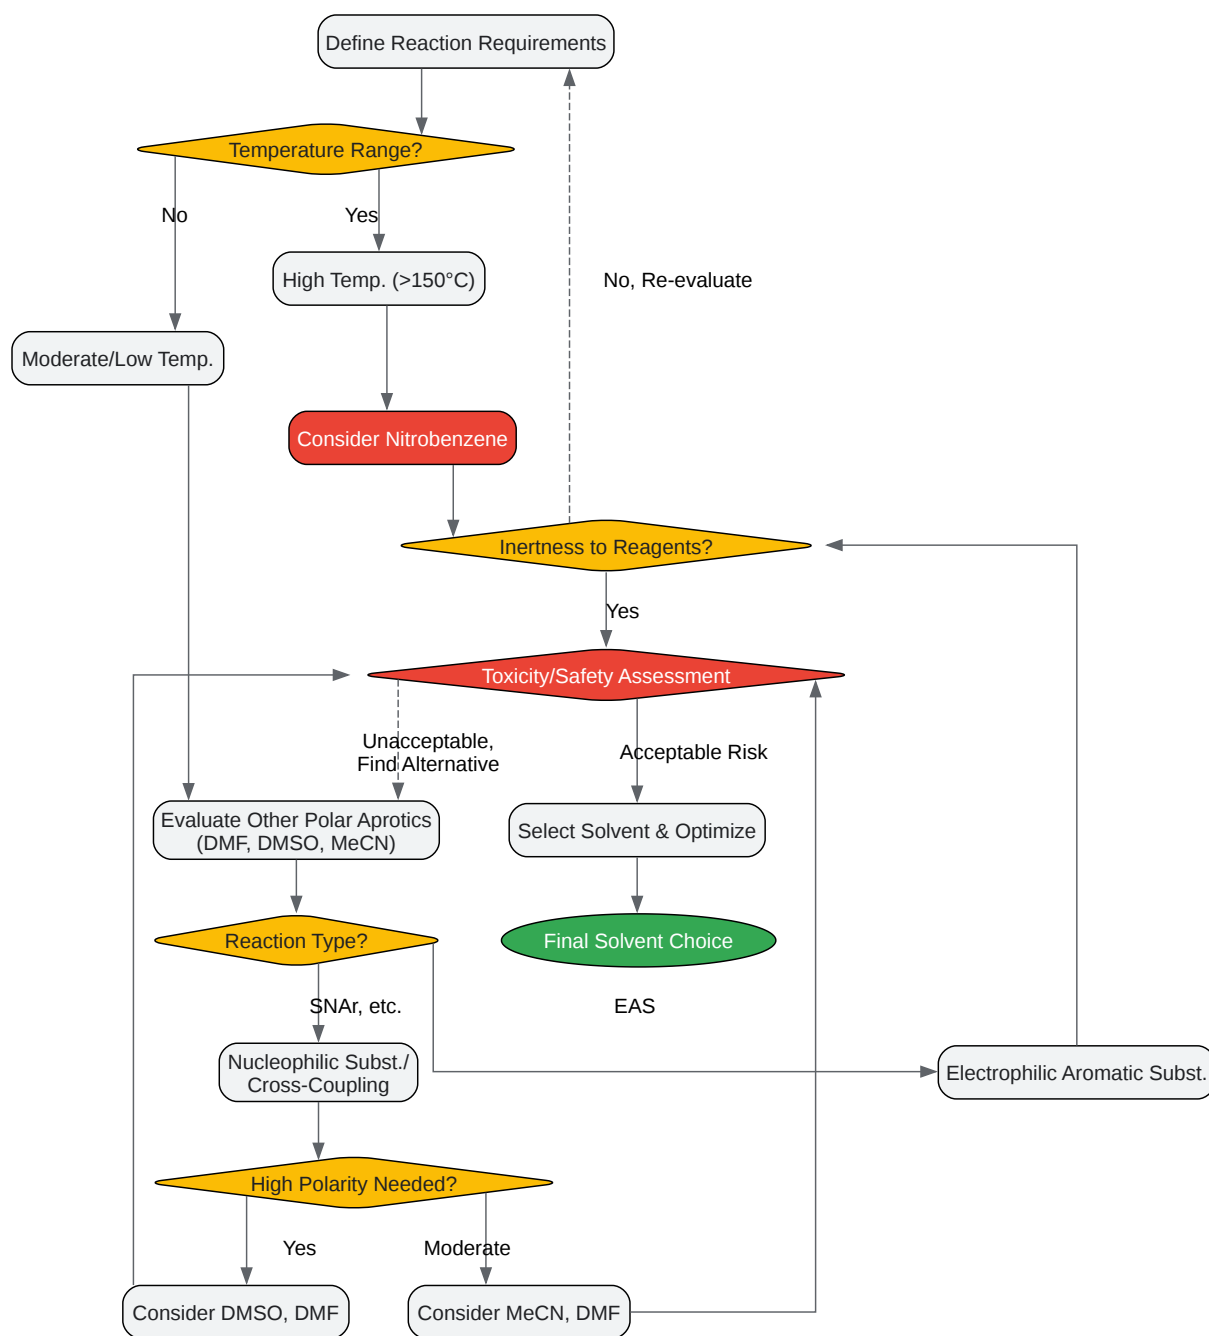 Define Reaction Requirements
Temperature Range?
No
Yes
High Temp. (>150°C)
No, Re-evaluate
Moderate/Low Temp.
Consider Nitrobenzene
Inertness to Reagents?
Yes
Toxicity/Safety Assessment
Unacceptable,
Find Alternative
Acceptable Risk
Evaluate Other Polar Aprotics
(DMF, DMSO, MeCN)
Select Solvent & Optimize
Reaction Type?
Final Solvent Choice
SNAr, etc.
EAS
Nucleophilic Subst./
Cross-Coupling
Electrophilic Aromatic Subst.
High Polarity Needed?
Yes
Moderate
Consider DMSO, DMF
Consider MeCN, DMF